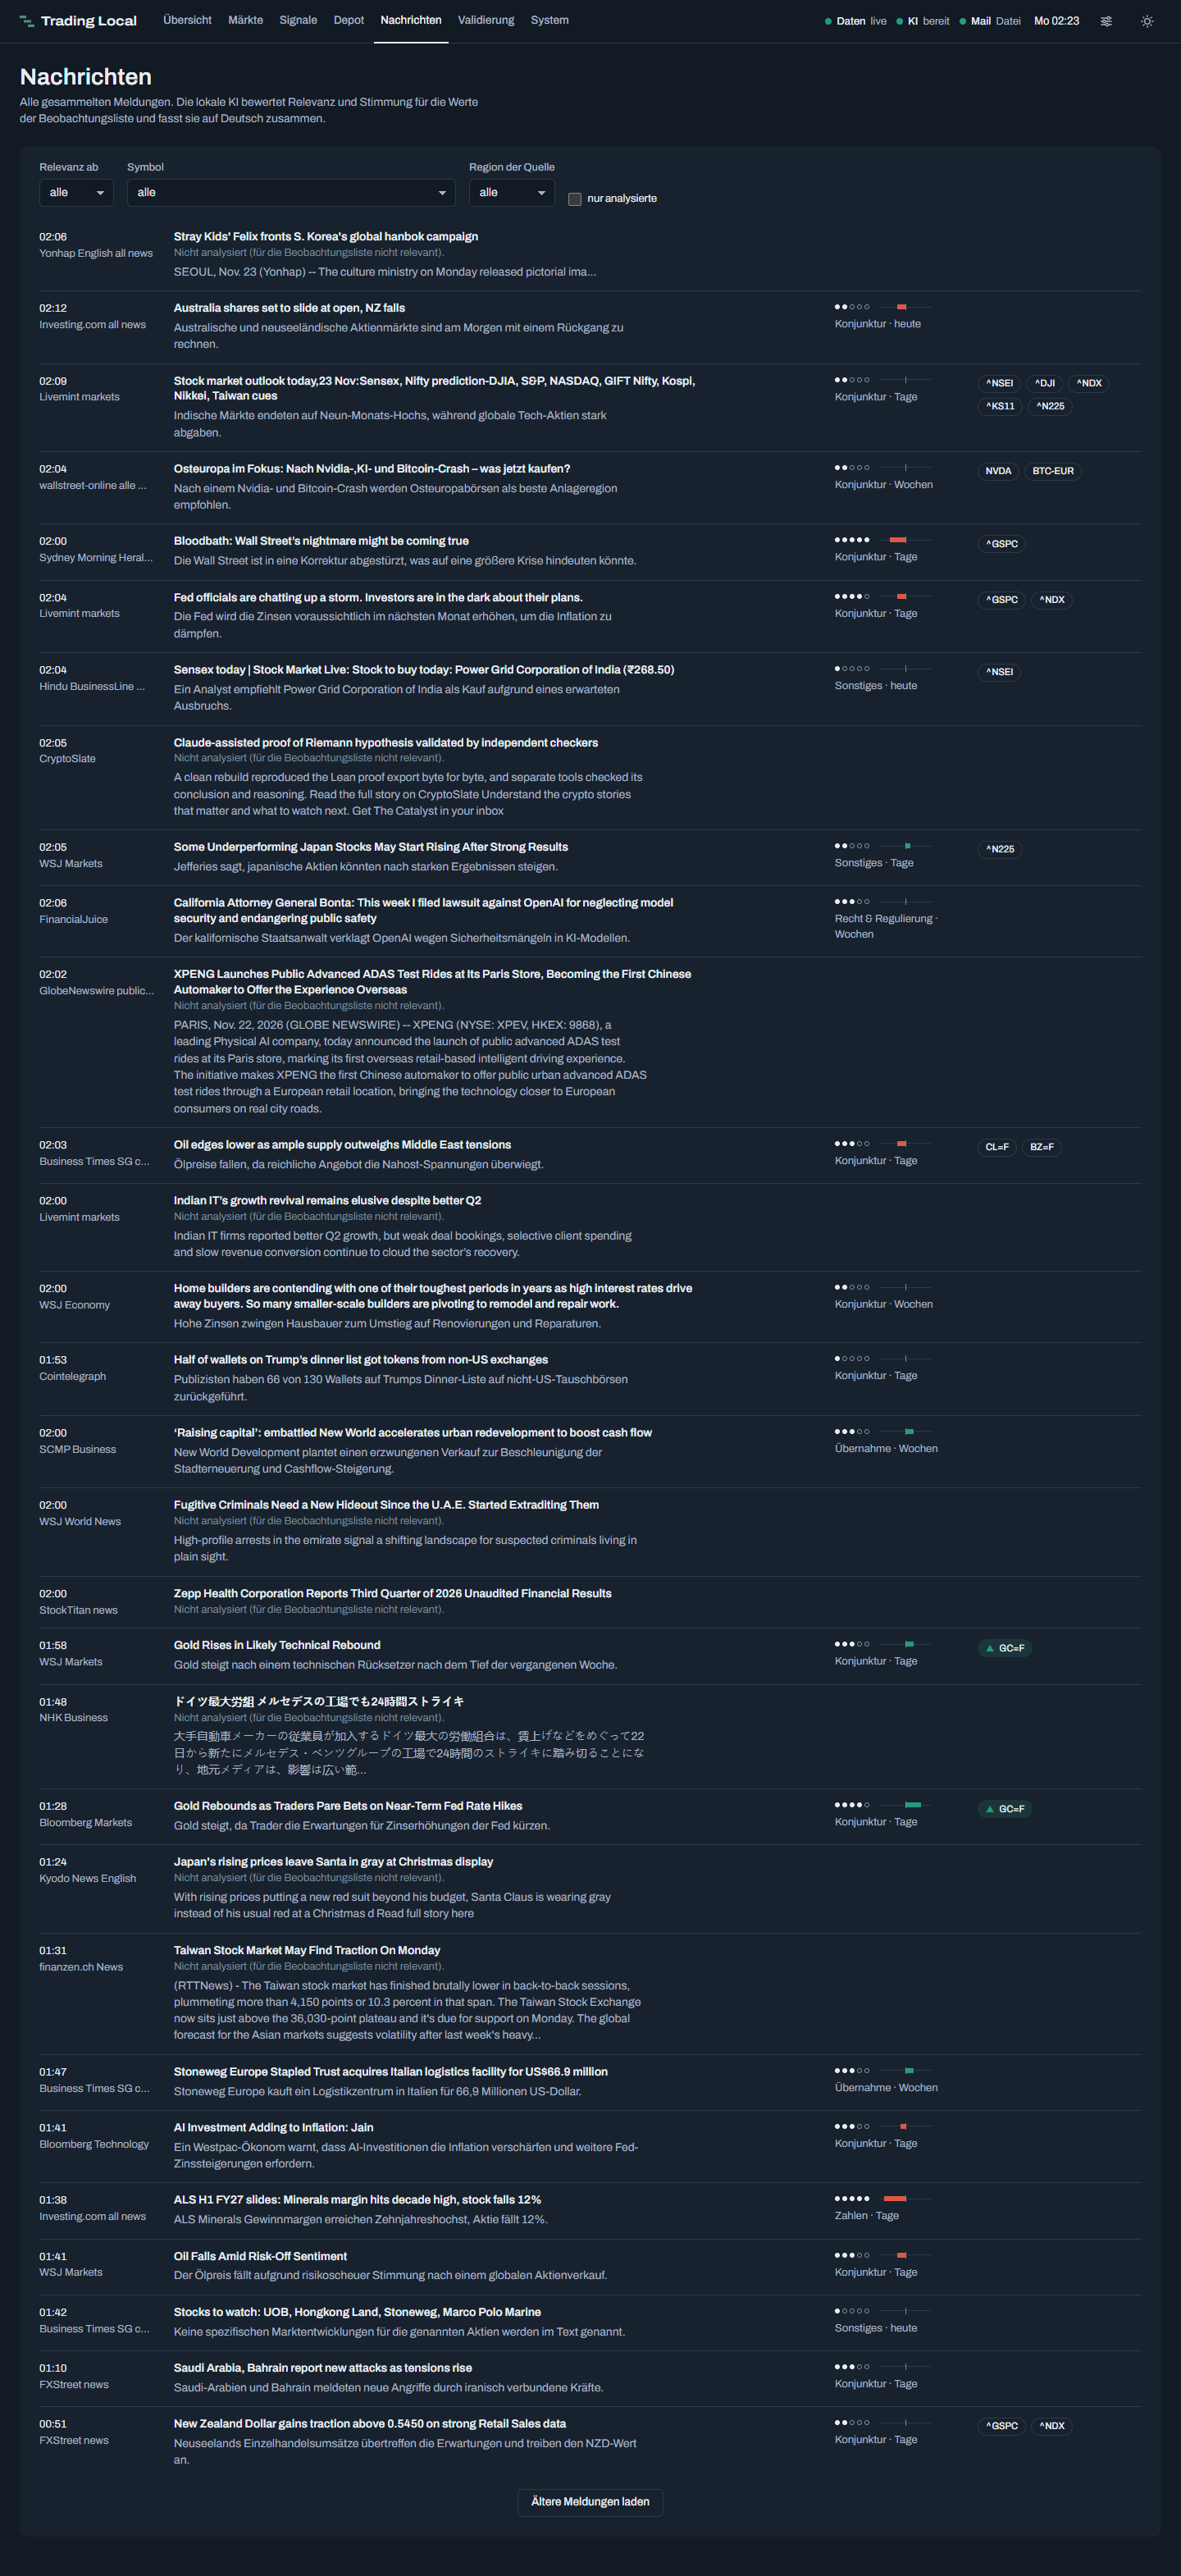 Trading Local
Übersicht Märkte Signale Depot Nachrichten Validierung System
Daten live KI bereit Mail Datei Mo 02:23
Nachrichten
Alle gesammelten Meldungen. Die lokale KI bewertet Relevanz und Stimmung für die Werte
der Beobachtungsliste und fasst sie auf Deutsch zusammen.
Relevanz ab Symbol Region der Quelle
alle alle alle nur analysierte
02:06 Stray Kids' Felix fronts S. Korea's global hanbok campaign
Yonhap English all news Nicht analysiert (für die Beobachtungsliste nicht relevant).
SEOUL, Nov. 23 (Yonhap) -- The culture ministry on Monday released pictorial ima...
02:12 Australia shares set to slide at open, NZ falls
Investing.com all news Australische und neuseeländische Aktienmärkte sind am Morgen mit einem Rückgang zu Konjunktur · heute
rechnen.
02:09 Stock market outlook today,23 Nov:Sensex, Nifty prediction-DJIA, S&P, NASDAQ, GIFT Nifty, Kospi, ^NSEI ^DJI ^NDX
Livemint markets Nikkei, Taiwan cues Konjunktur · Tage ^KS11 ^N225
Indische Märkte endeten auf Neun-Monats-Hochs, während globale Tech-Aktien stark
abgaben.
02:04 Osteuropa im Fokus: Nach Nvidia-,KI- und Bitcoin-Crash – was jetzt kaufen? NVDA BTC-EUR
wallstreet-online alle ... Nach einem Nvidia- und Bitcoin-Crash werden Osteuropabörsen als beste Anlageregion Konjunktur · Wochen
empfohlen.
02:00 Bloodbath: Wall Street's nightmare might be coming true ^GSPC
Sydney Morning Heral... Die Wall Street ist in eine Korrektur abgestürzt, was auf eine größere Krise hindeuten könnte. Konjunktur · Tage
02:04 Fed officials are chatting up a storm. Investors are in the dark about their plans. ^GSPC ^NDX
Livemint markets Die Fed wird die Zinsen voraussichtlich im nächsten Monat erhöhen, um die Inflation zu Konjunktur · Tage
dämpfen.
02:04 Sensex today | Stock Market Live: Stock to buy today: Power Grid Corporation of India (₹268.50) ^NSEI
Hindu BusinessLine ... Ein Analyst empfiehlt Power Grid Corporation of India als Kauf aufgrund eines erwarteten Sonstiges · heute
Ausbruchs.
02:05 Claude-assisted proof of Riemann hypothesis validated by independent checkers
CryptoSlate Nicht analysiert (für die Beobachtungsliste nicht relevant).
A clean rebuild reproduced the Lean proof export byte for byte, and separate tools checked its
conclusion and reasoning. Read the full story on CryptoSlate Understand the crypto stories
that matter and what to watch next. Get The Catalyst in your inbox
02:05 Some Underperforming Japan Stocks May Start Rising After Strong Results ^N225
WSJ Markets Jefferies sagt, japanische Aktien könnten nach starken Ergebnissen steigen. Sonstiges · Tage
02:06 California Attorney General Bonta: This week I filed lawsuit against OpenAI for neglecting model
FinancialJuice security and endangering public safety Recht & Regulierung ·
Der kalifornische Staatsanwalt verklagt OpenAI wegen Sicherheitsmängeln in KI-Modellen. Wochen
02:02 XPENG Launches Public Advanced ADAS Test Rides at Its Paris Store, Becoming the First Chinese
GlobeNewswire public... Automaker to Offer the Experience Overseas
Nicht analysiert (für die Beobachtungsliste nicht relevant).
PARIS, Nov. 22, 2026 (GLOBE NEWSWIRE) -- XPENG (NYSE: XPEV, HKEX: 9868), a
leading Physical AI company, today announced the launch of public advanced ADAS test
rides at its Paris store, marking its first overseas retail-based intelligent driving experience.
The initiative makes XPENG the first Chinese automaker to offer public urban advanced ADAS
test rides through a European retail location, bringing the technology closer to European
consumers on real city roads.
02:03 Oil edges lower as ample supply outweighs Middle East tensions CL=F BZ=F
Business Times SG c... Ölpreise fallen, da reichliche Angebot die Nahost-Spannungen überwiegt. Konjunktur · Tage
02:00 Indian IT's growth revival remains elusive despite better Q2
Livemint markets Nicht analysiert (für die Beobachtungsliste nicht relevant).
Indian IT firms reported better Q2 growth, but weak deal bookings, selective client spending
and slow revenue conversion continue to cloud the sector's recovery.
02:00 Home builders are contending with one of their toughest periods in years as high interest rates drive
WSJ Economy away buyers. So many smaller-scale builders are pivoting to remodel and repair work. Konjunktur · Wochen
Hohe Zinsen zwingen Hausbauer zum Umstieg auf Renovierungen und Reparaturen.
01:53 Half of wallets on Trump's dinner list got tokens from non-US exchanges
Cointelegraph Publizisten haben 66 von 130 Wallets auf Trumps Dinner-Liste auf nicht-US-Tauschbörsen Konjunktur · Tage
zurückgeführt.
02:00 'Raising capital': embattled New World accelerates urban redevelopment to boost cash flow
SCMP Business New World Development plantet einen erzwungenen Verkauf zur Beschleunigung der Übernahme · Wochen
Stadterneuerung und Cashflow-Steigerung.
02:00 Fugitive Criminals Need a New Hideout Since the U.A.E. Started Extraditing Them
WSJ World News Nicht analysiert (für die Beobachtungsliste nicht relevant).
High-profile arrests in the emirate signal a shifting landscape for suspected criminals living in
plain sight.
02:00 Zepp Health Corporation Reports Third Quarter of 2026 Unaudited Financial Results
StockTitan news Nicht analysiert (für die Beobachtungsliste nicht relevant).
01:58 Gold Rises in Likely Technical Rebound GC=F
WSJ Markets Gold steigt nach einem technischen Rücksetzer nach dem Tief der vergangenen Woche. Konjunktur · Tage
01:48 ドイツ最大労組 メルセデスの工場でも24時間ストライキ
NHK Business Nicht analysiert (für die Beobachtungsliste nicht relevant).
大手自動車メーカーの従業員が加入するドイツ最大の労働組合は、賃上げなどをめぐって22
日から新たにメルセデス・ベンツグループの工場で24時間のストライキに踏み切ることにな
り、地元メディアは、影響は広い範...
01:28 Gold Rebounds as Traders Pare Bets on Near-Term Fed Rate Hikes GC=F
Bloomberg Markets Gold steigt, da Trader die Erwartungen für Zinserhöhungen der Fed kürzen. Konjunktur · Tage
01:24 Japan's rising prices leave Santa in gray at Christmas display
Kyodo News English Nicht analysiert (für die Beobachtungsliste nicht relevant).
With rising prices putting a new red suit beyond his budget, Santa Claus is wearing gray
instead of his usual red at a Christmas d Read full story here
01:31 Taiwan Stock Market May Find Traction On Monday
finanzen.ch News Nicht analysiert (für die Beobachtungsliste nicht relevant).
(RTTNews) - The Taiwan stock market has finished brutally lower in back-to-back sessions,
plummeting more than 4,150 points or 10.3 percent in that span. The Taiwan Stock Exchange
now sits just above the 36,030-point plateau and it's due for support on Monday. The global
forecast for the Asian markets suggests volatility after last week's heavy...
01:47 Stoneweg Europe Stapled Trust acquires Italian logistics facility for US$66.9 million
Business Times SG c... Stoneweg Europe kauft ein Logistikzentrum in Italien für 66,9 Millionen US-Dollar. Übernahme · Wochen
01:41 AI Investment Adding to Inflation: Jain
Bloomberg Technology Ein Westpac-Ökonom warnt, dass AI-Investitionen die Inflation verschärfen und weitere Fed- Konjunktur · Tage
Zinssteigerungen erfordern.
01:38 ALS H1 FY27 slides: Minerals margin hits decade high, stock falls 12%
Investing.com all news ALS Minerals Gewinnmargen erreichen Zehnjahreshochst, Aktie fällt 12%. Zahlen · Tage
01:41 Oil Falls Amid Risk-Off Sentiment
WSJ Markets Der Ölpreis fällt aufgrund risikoscheuer Stimmung nach einem globalen Aktienverkauf. Konjunktur · Tage
01:42 Stocks to watch: UOB, Hongkong Land, Stoneweg, Marco Polo Marine
Business Times SG c... Keine spezifischen Marktentwicklungen für die genannten Aktien werden im Text genannt. Sonstiges · heute
01:10 Saudi Arabia, Bahrain report new attacks as tensions rise
FXStreet news Saudi-Arabien und Bahrain meldeten neue Angriffe durch iranisch verbundene Kräfte. Konjunktur · Tage
00:51 New Zealand Dollar gains traction above 0.5450 on strong Retail Sales data ^GSPC ^NDX
FXStreet news Neuseelands Einzelhandelsumsätze übertreffen die Erwartungen und treiben den NZD-Wert Konjunktur · Tage
an.
Ältere Meldungen laden